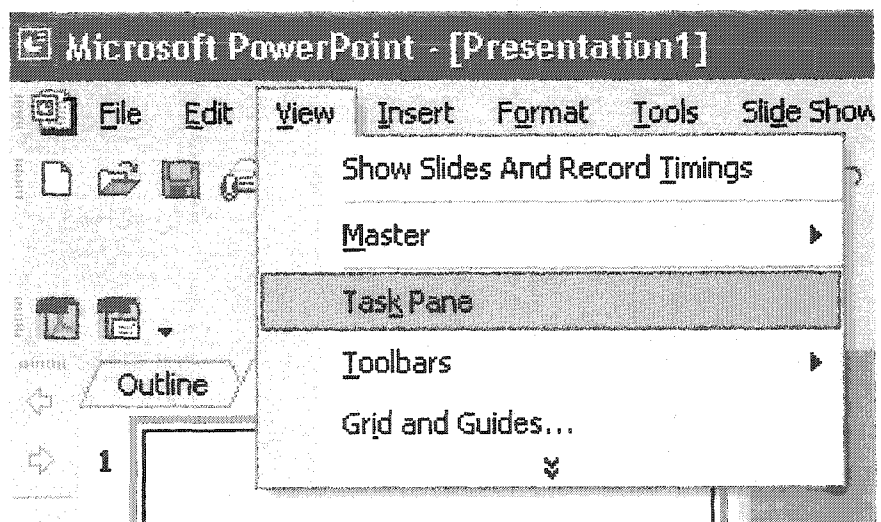 Microsoft PowerPoint - [Presentation1]
File Edit View Insert Format Tools Slide Show
Show Slides And Record Timings
Master
Task Pane
Toolbars
Outline
Grid and Guides...
1